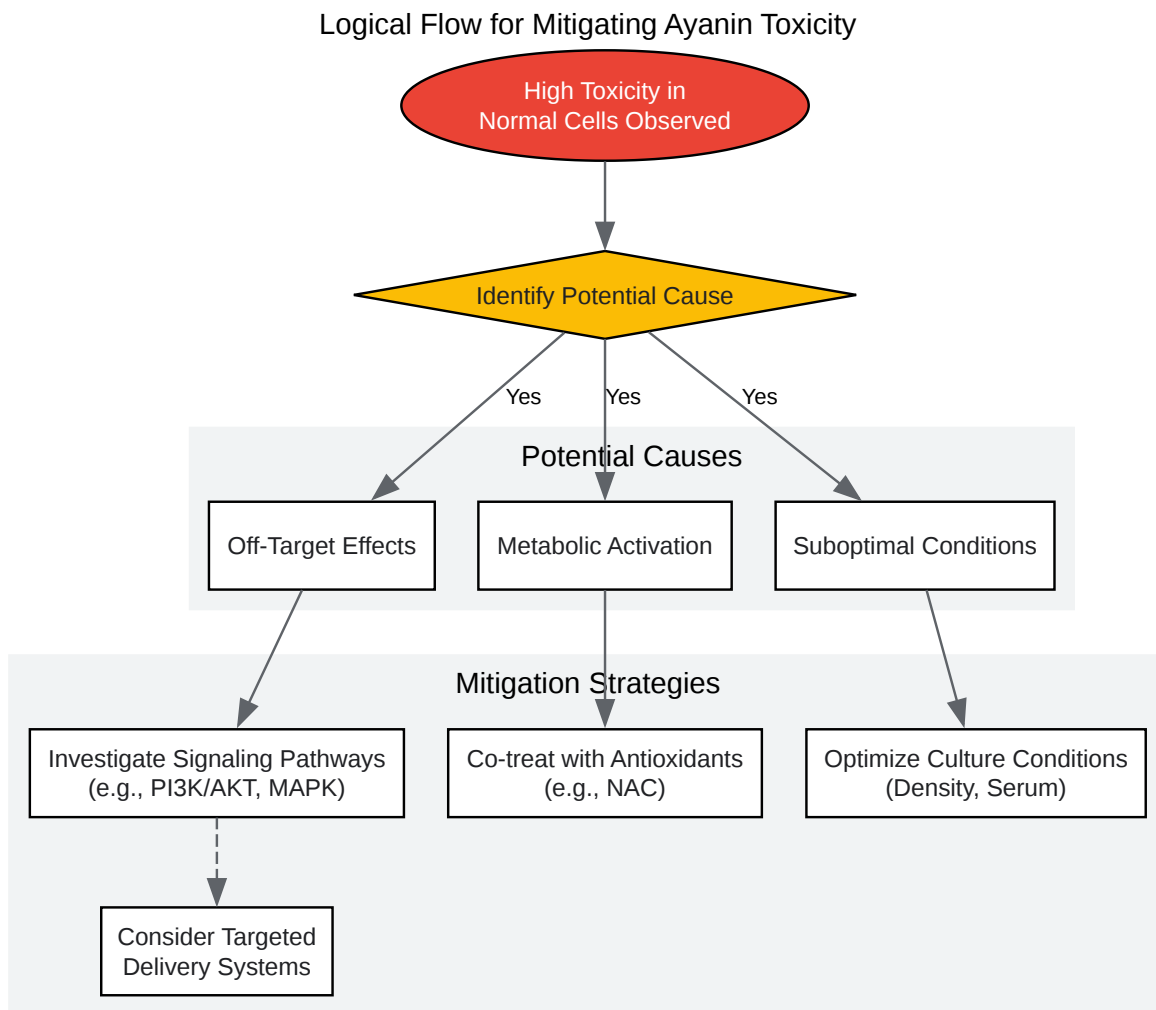 Logical Flow for Mitigating Ayanin Toxicity
High Toxicity in
Normal Cells Observed
Identify Potential Cause
Yes
Yes
Yes
Potential Causes
Off-Target Effects
Metabolic Activation
Suboptimal Conditions
Mitigation Strategies
Investigate Signaling Pathways
(e.g., PI3K/AKT, MAPK)
Co-treat with Antioxidants
(e.g., NAC)
Optimize Culture Conditions
(Density, Serum)
Consider Targeted
Delivery Systems